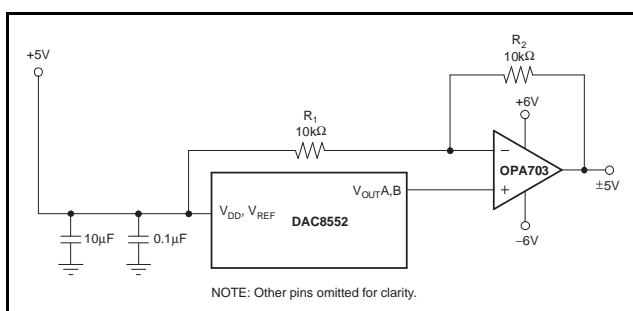 +5V
R2
10kΩ
R1
10kΩ
+6V
–
OPA703
+
±5V
–6V
VOUTA,B
VDD, VREF
DAC8552
10µF
0.1µF
NOTE: Other pins omitted for clarity.